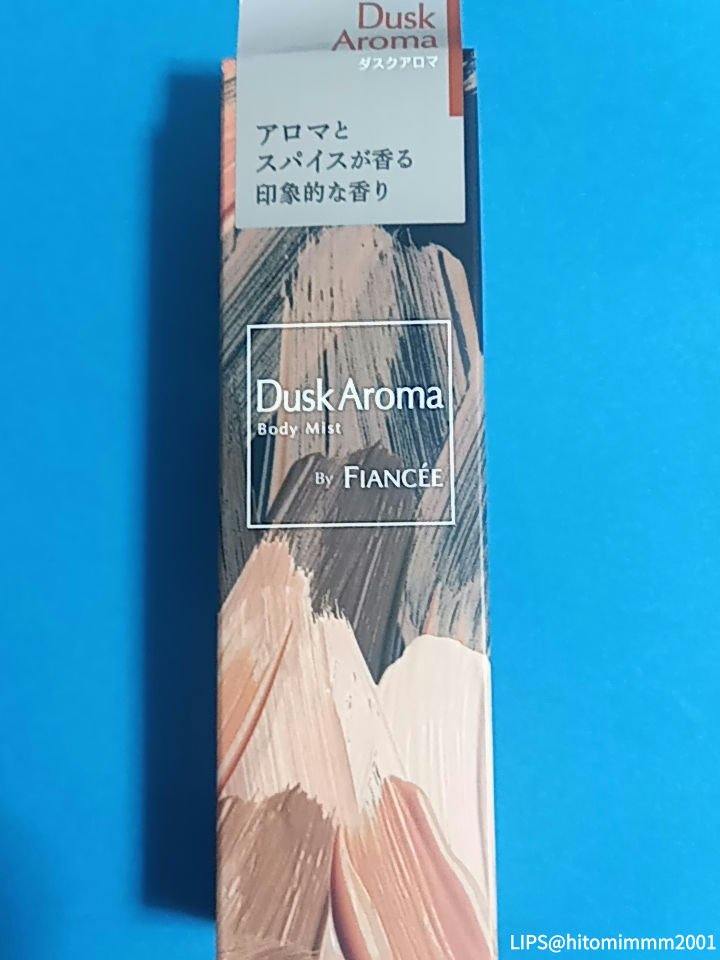 Dusk
Aroma
ダスクアロマ
アロマと
スパイスが香る
印象的な香り
Dusk Aroma
Body Mist
By FIANCÉE
LIPS@hitomimmm2001